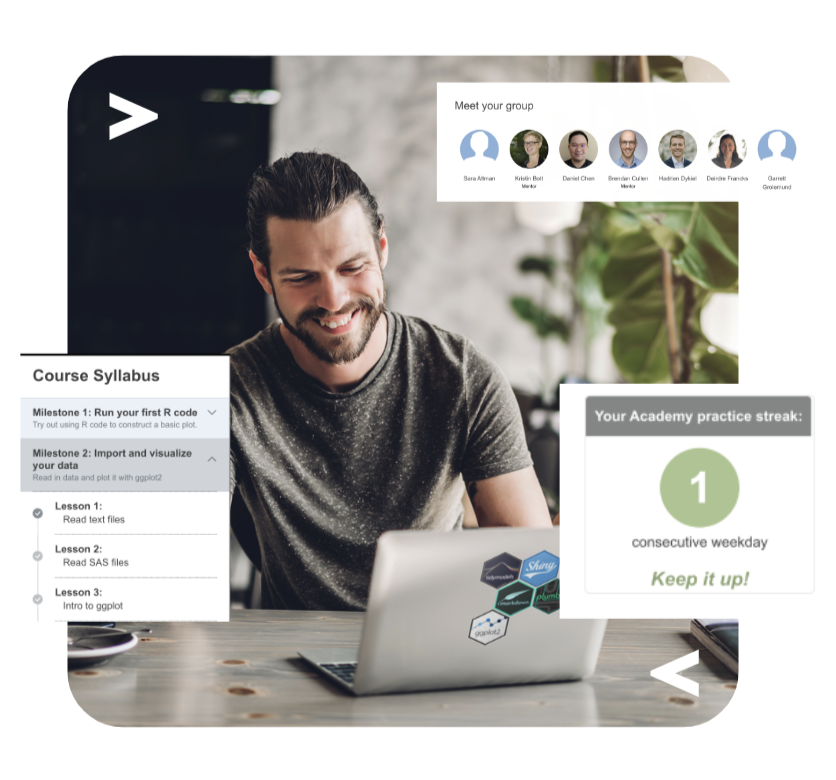 Meet your group
Sara Altman
Kristin Bott
Mentor
Daniel Chen
Brendan Cullen
Mentor
Hadrien Dykiel
Deirdre Francks
Garrett
Grolemund
Course Syllabus
Milestone 1: Run your first R code
Try out using R code to construct a basic plot.
Milestone 2: Import and visualize
your data
Read in data and plot it with ggplot2
Lesson 1:
Read text files
Lesson 2:
Read SAS files
Lesson 3:
Intro to ggplot
Your Academy practice streak:
1
consecutive weekday
Keep it up!
tidymodels
Shiny
ggplot2